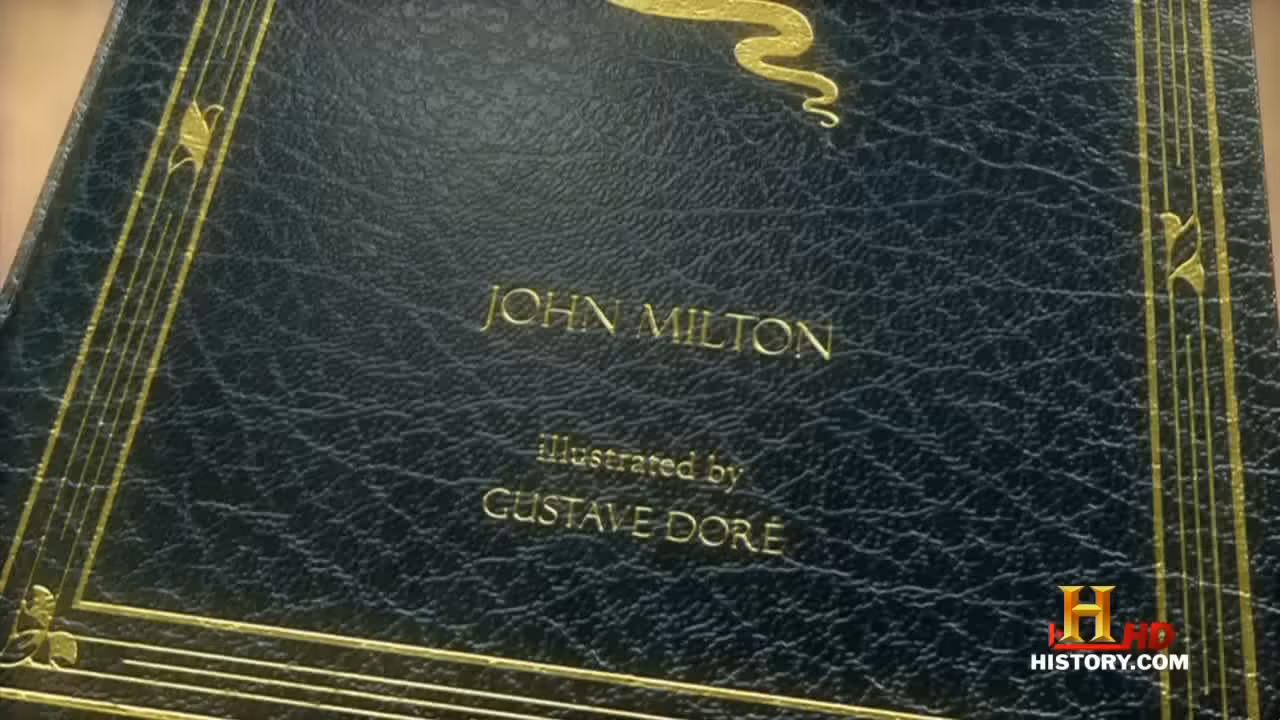 JOHN MILTON
illustrated by
GUSTAVE DORÉ
H
HD
HISTORY.COM